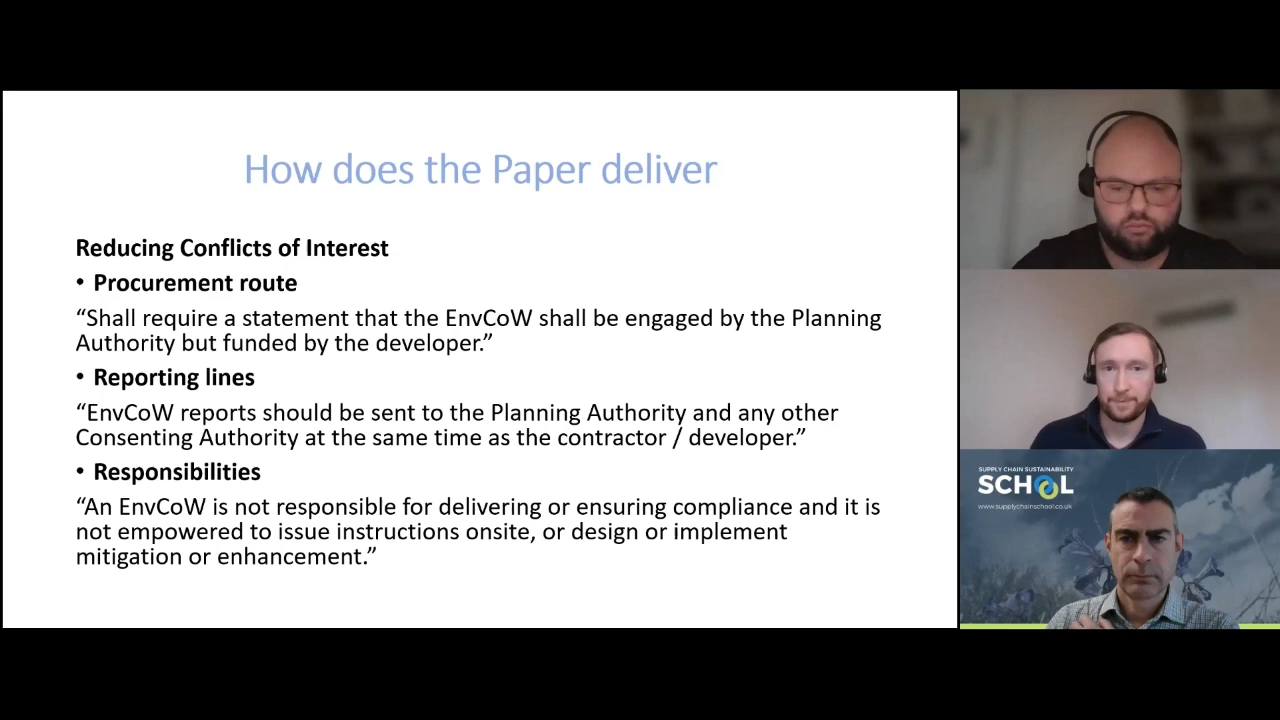 How does the Paper deliver
Reducing Conflicts of Interest
• Procurement route
“Shall require a statement that the EnvCoW shall be engaged by the Planning
Authority but funded by the developer.”
• Reporting lines
“EnvCoW reports should be sent to the Planning Authority and any other
Consenting Authority at the same time as the contractor / developer.”
• Responsibilities
“An EnvCoW is not responsible for delivering or ensuring compliance and it is
not empowered to issue instructions onsite, or design or implement
mitigation or enhancement.”
SUPPLY CHAIN SUSTAINABILITY
SCHOOL
www.supplychainschool.co.uk